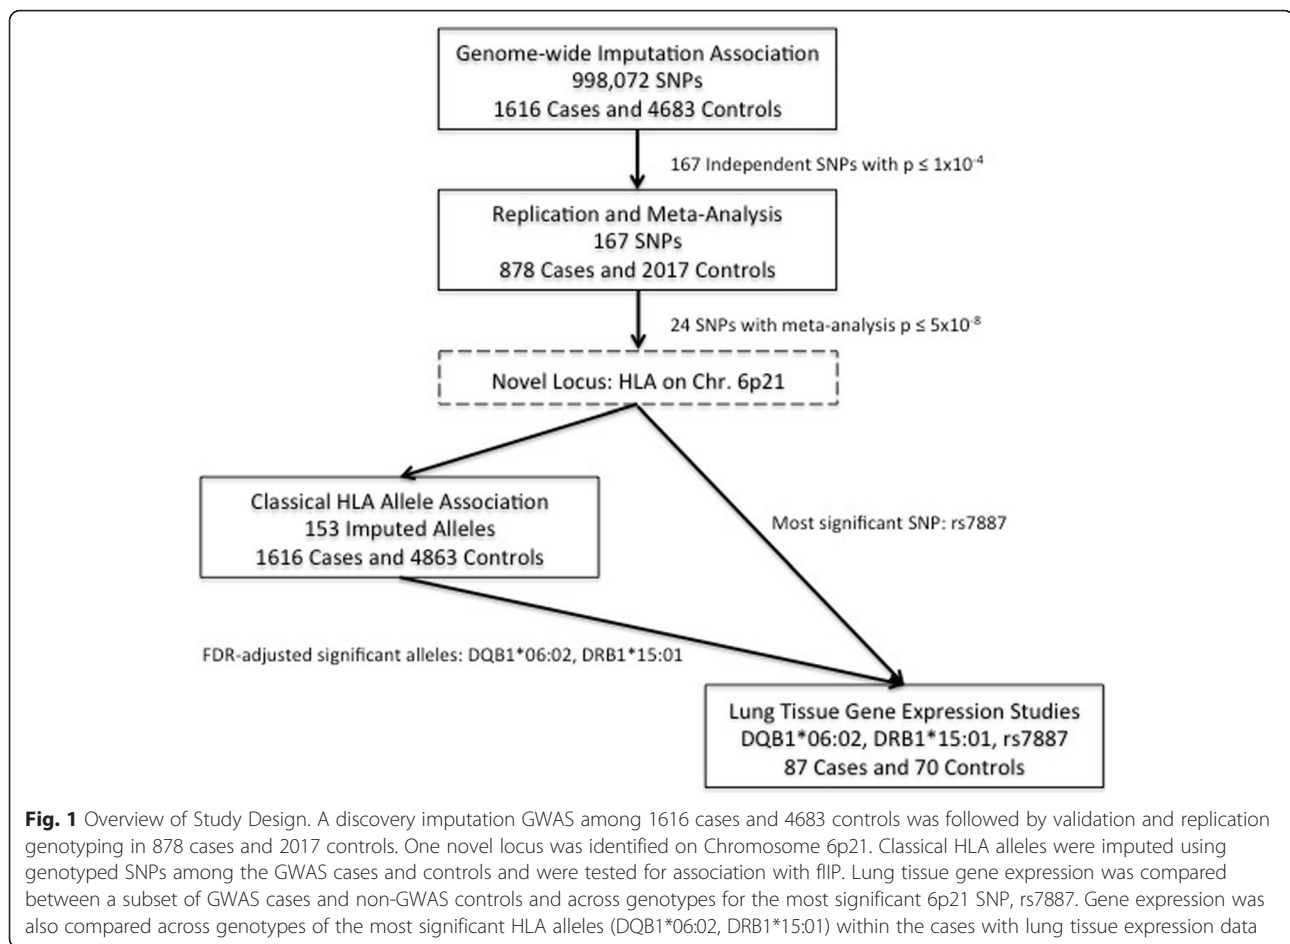 Genome-wide Imputation Association
998,072 SNPs
1616 Cases and 4683 Controls
167 Independent SNPs with p ≤ 1x10⁻⁴
Replication and Meta-Analysis
167 SNPs
878 Cases and 2017 Controls
24 SNPs with meta-analysis p ≤ 5x10⁻⁸
Novel Locus: HLA on Chr. 6p21
Classical HLA Allele Association
153 Imputed Alleles
1616 Cases and 4863 Controls
Most significant SNP: rs7887
FDR-adjusted significant alleles: DQB1*06:02, DRB1*15:01
Lung Tissue Gene Expression Studies
DQB1*06:02, DRB1*15:01, rs7887
87 Cases and 70 Controls
Fig. 1 Overview of Study Design. A discovery imputation GWAS among 1616 cases and 4683 controls was followed by validation and replication
genotyping in 878 cases and 2017 controls. One novel locus was identified on Chromosome 6p21. Classical HLA alleles were imputed using
genotyped SNPs among the GWAS cases and controls and were tested for association with fIIP. Lung tissue gene expression was compared
between a subset of GWAS cases and non-GWAS controls and across genotypes for the most significant 6p21 SNP, rs7887. Gene expression was
also compared across genotypes of the most significant HLA alleles (DQB1*06:02, DRB1*15:01) within the cases with lung tissue expression data